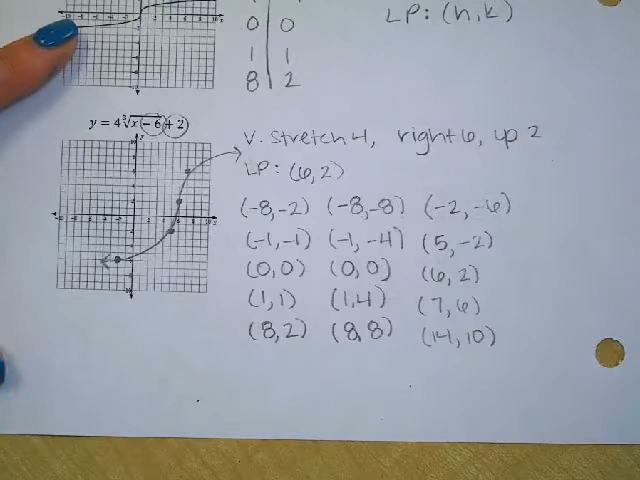 LP: (h,k)
0 0
1 1
8 2
y = 4∛x-6 + 2
V. stretch 4, right 6, up 2
LP: (6,2)
(-8,-2) (-8,-8) (-2,-6)
(-1,-1) (-1,-4) (5,-2)
(0,0) (0,0) (6,2)
(1,1) (1,4) (7,6)
(8,2) (8,8) (14,10)